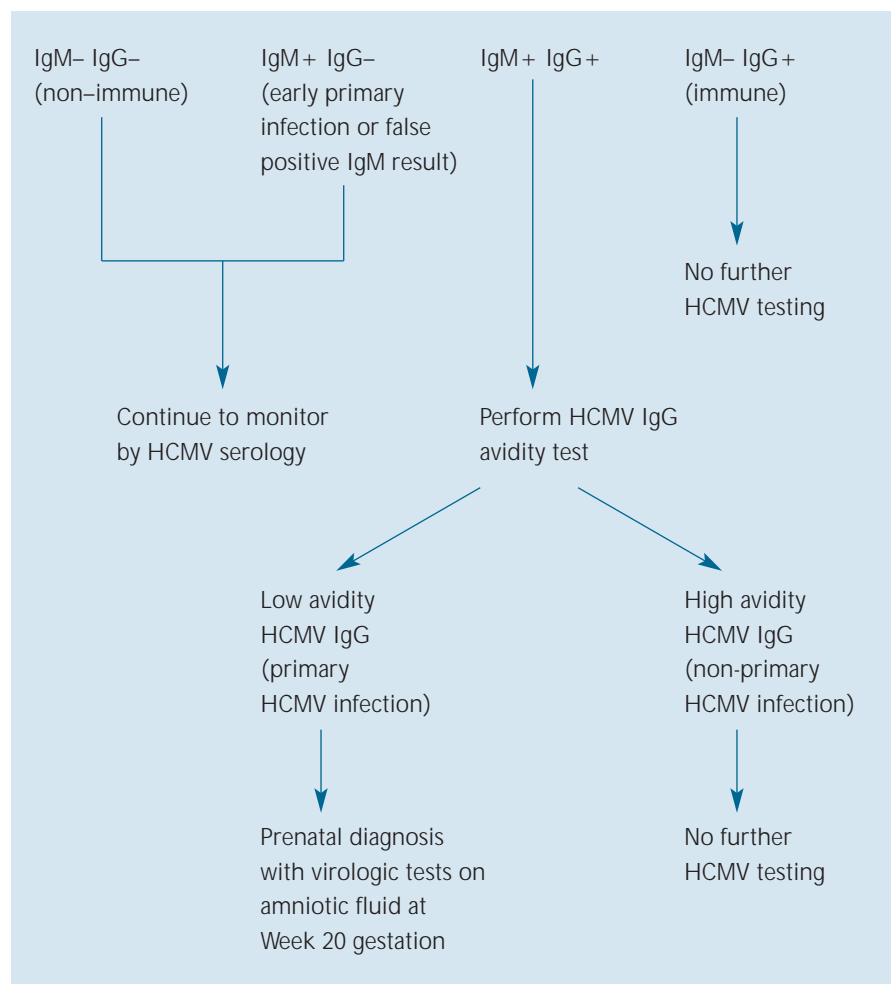 IgM– IgG–
(non–immune)
IgM+ IgG–
(early primary
infection or false
positive IgM result)
IgM+ IgG+
IgM– IgG+
(immune)
No further
HCMV testing
Continue to monitor
by HCMV serology
Perform HCMV IgG
avidity test
Low avidity
HCMV IgG
(primary
HCMV infection)
High avidity
HCMV IgG
(non-primary
HCMV infection)
Prenatal diagnosis
with virologic tests on
amniotic fluid at
Week 20 gestation
No further
HCMV testing